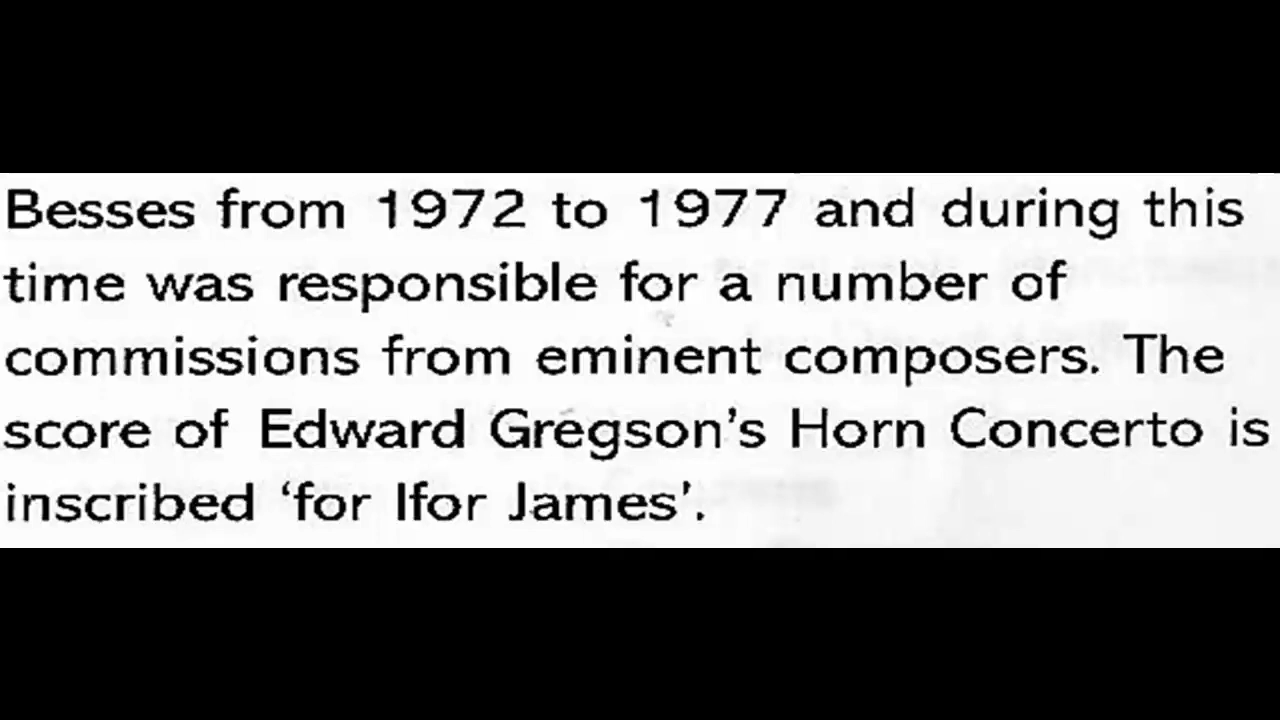 Besses from 1972 to 1977 and during this
time was responsible for a number of
commissions from eminent composers. The
score of Edward Gregson's Horn Concerto is
inscribed ‘for Ifor James’.